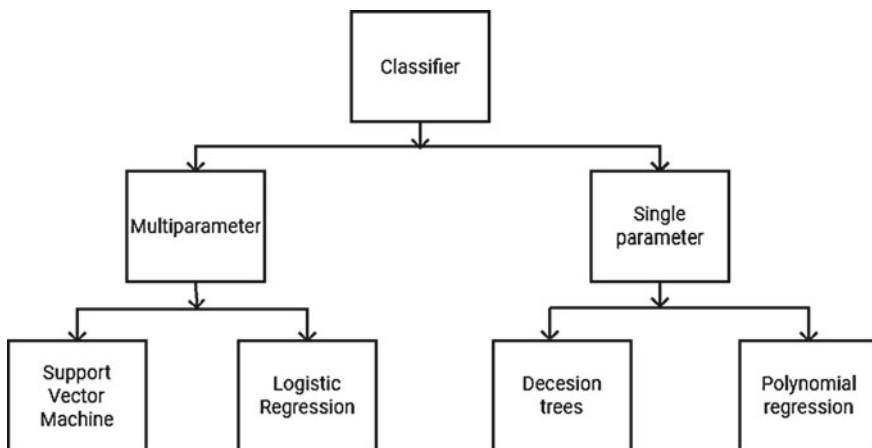 Classifier
Multiparameter
Single
parameter
Support
Vector
Machine
Logistic
Regression
Decesion
trees
Polynomial
regression